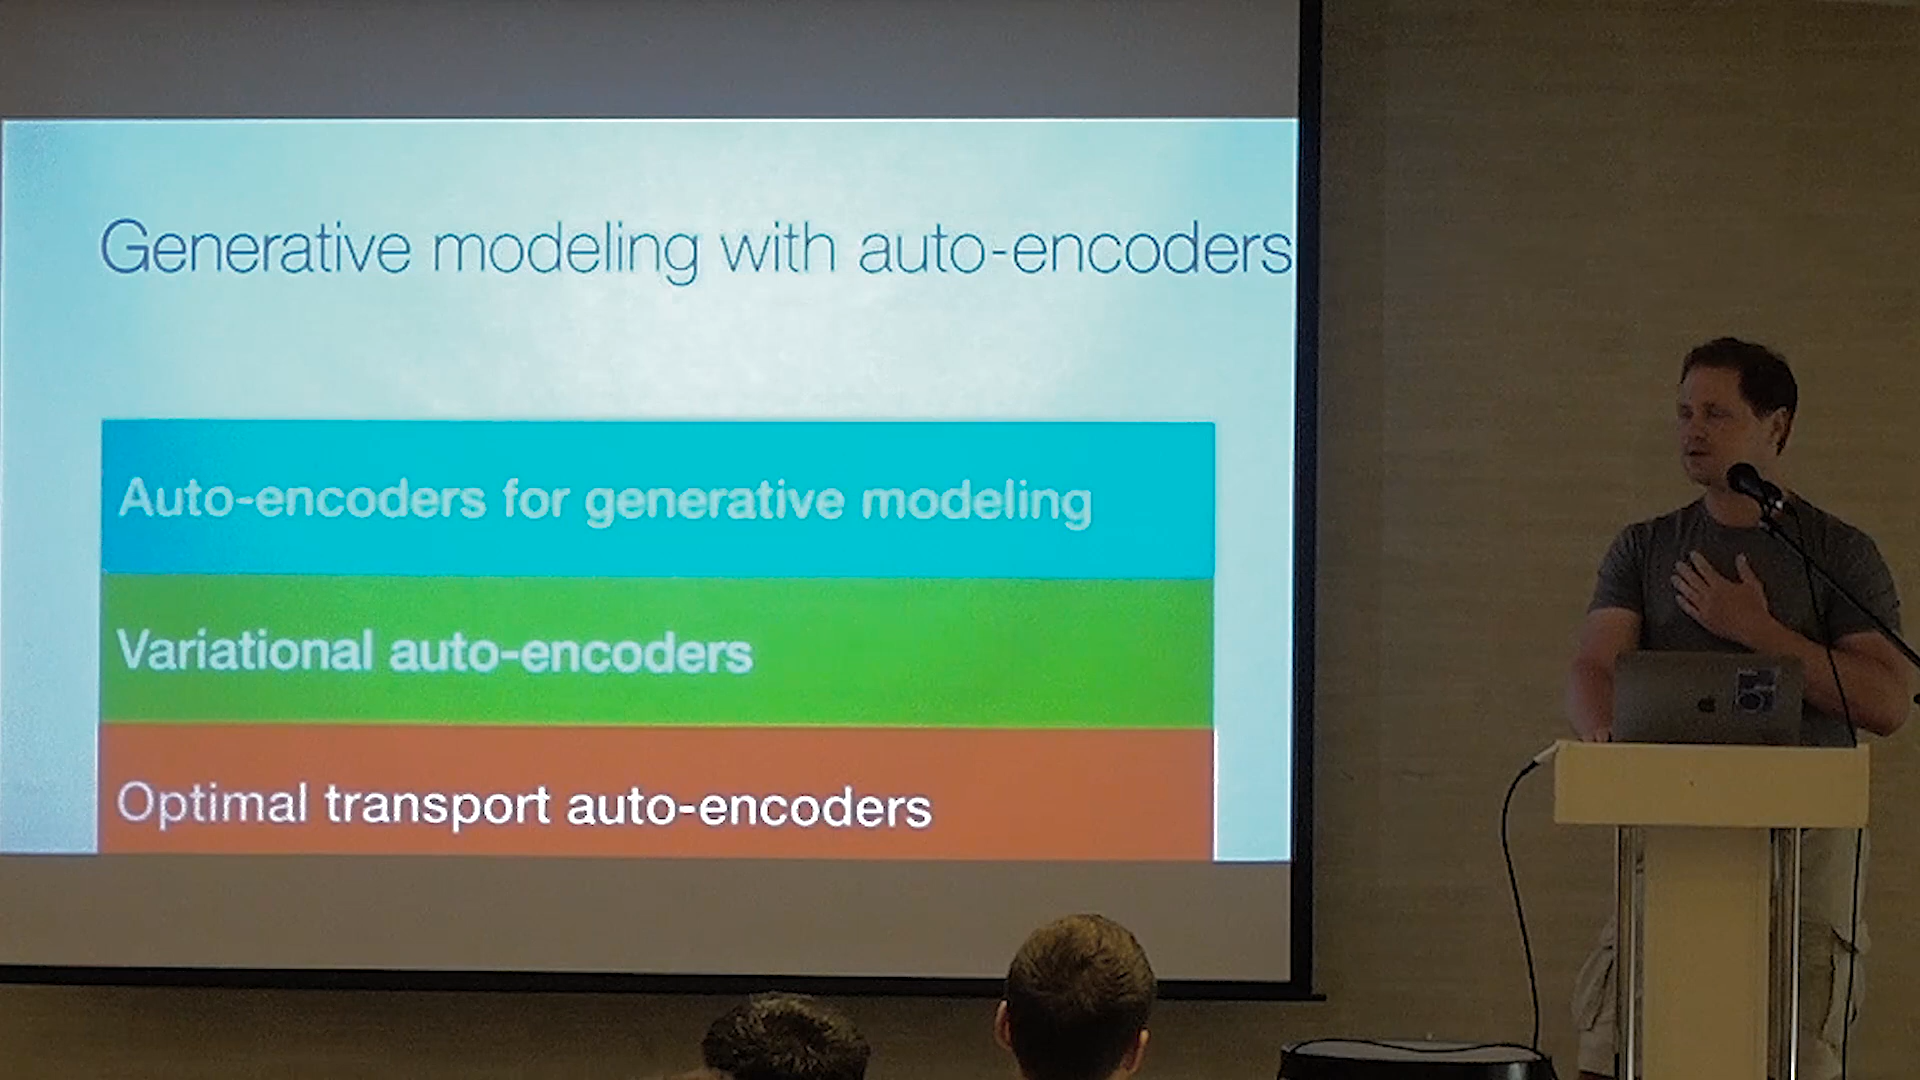 Generative modeling with auto-encoders
Auto-encoders for generative modeling
Variational auto-encoders
Optimal transport auto-encoders